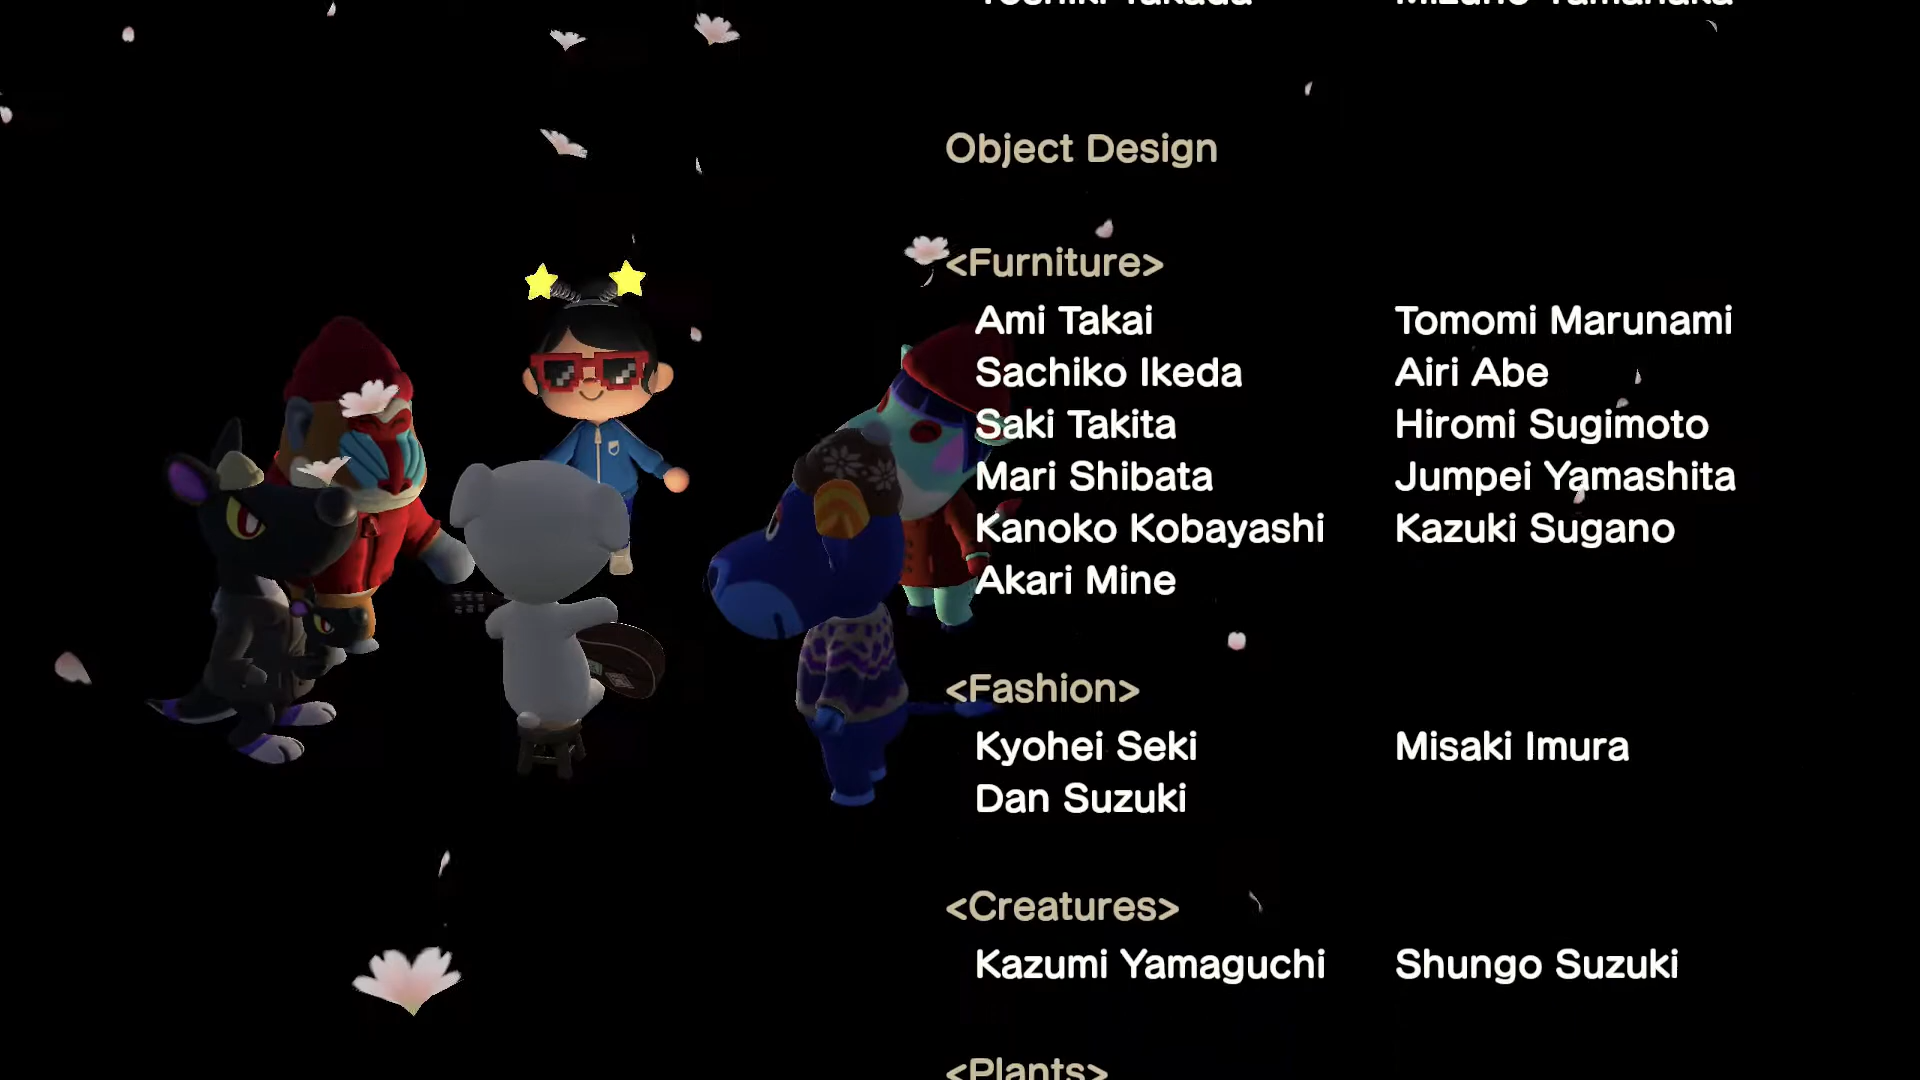 Object Design
<Furniture>
Ami Takai Tomomi Marunami
Sachiko Ikeda Airi Abe
Saki Takita Hiromi Sugimoto
Mari Shibata Jumpei Yamashita
Kanoko Kobayashi Kazuki Sugano
Akari Mine
<Fashion>
Kyohei Seki Misaki Imura
Dan Suzuki
<Creatures>
Kazumi Yamaguchi Shungo Suzuki
<Plants>